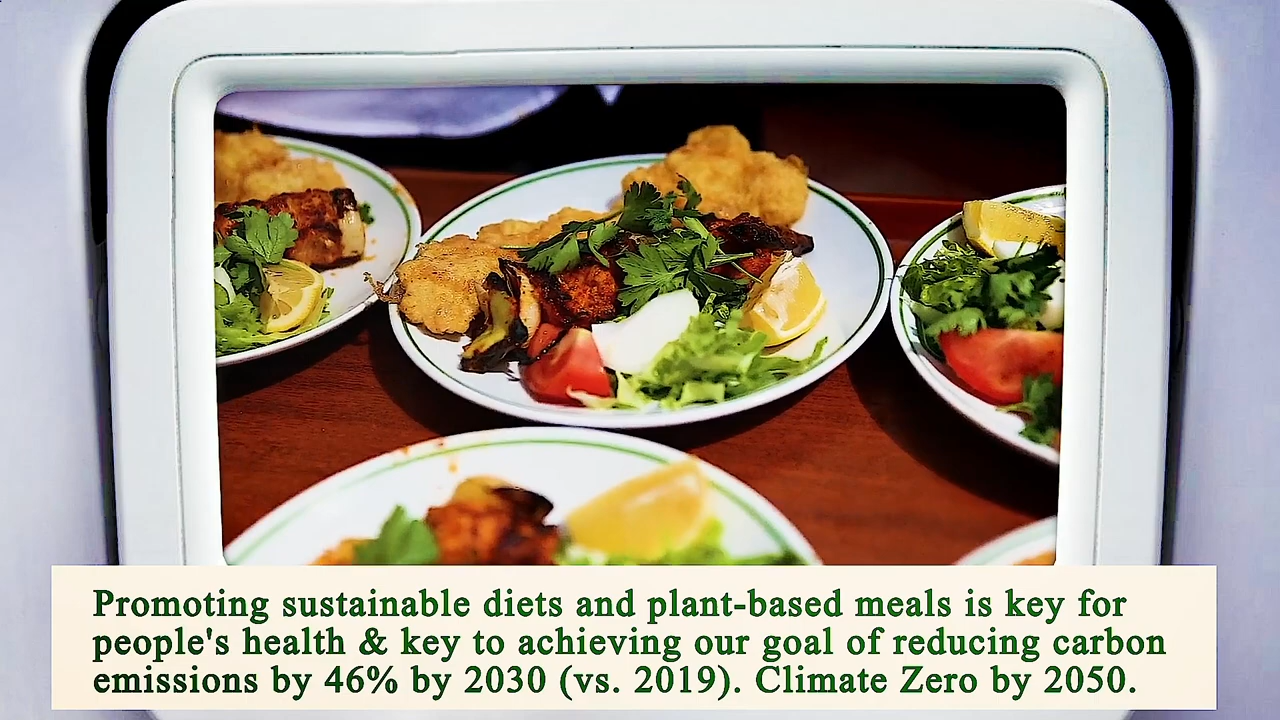 Promoting sustainable diets and plant-based meals is key for
people's health & key to achieving our goal of reducing carbon
emissions by 46% by 2030 (vs. 2019). Climate Zero by 2050.